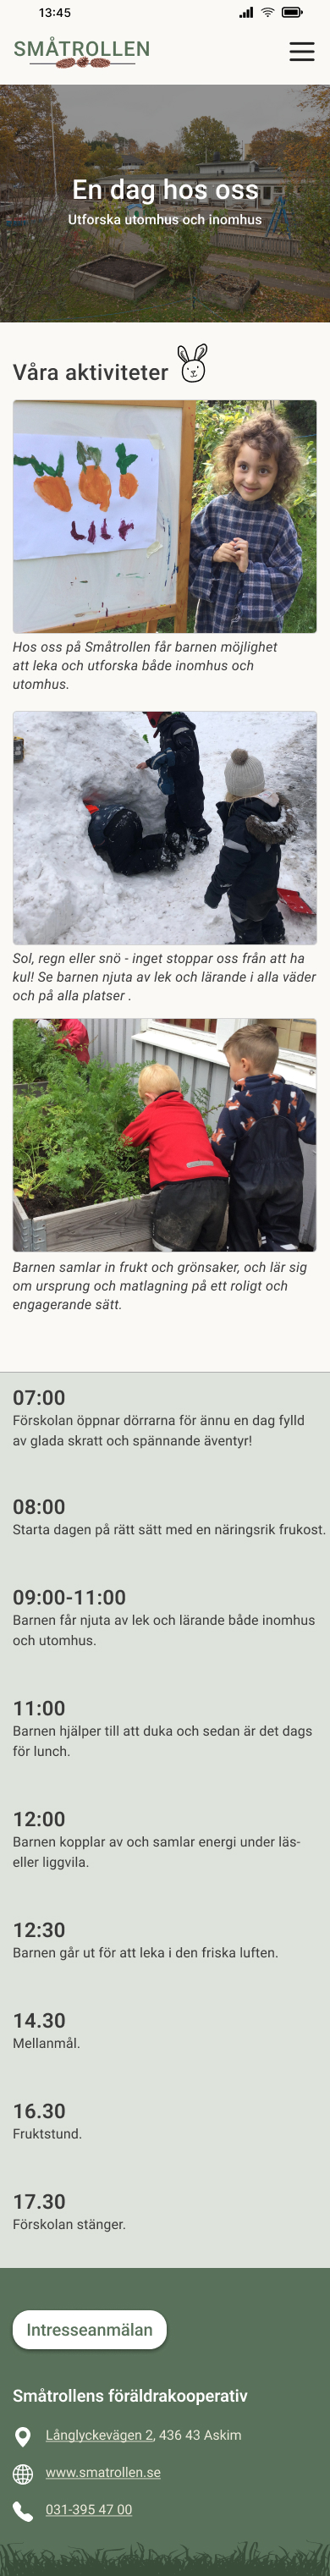 13:45
SMÅTROLLEN
En dag hos oss
Utforska utomhus och inomhus
Våra aktiviteter
Hos oss på Småtrollen får barnen möjlighet
att leka och utforska både inomhus och
utomhus.
Sol, regn eller snö - inget stoppar oss från att ha
kul! Se barnen njuta av lek och lärande i alla väder
och på alla platser .
Barnen samlar in frukt och grönsaker, och lär sig
om ursprung och matlagning på ett roligt och
engagerande sätt.
07:00
Förskolan öppnar dörrarna för ännu en dag fylld
av glada skratt och spännande äventyr!
08:00
Starta dagen på rätt sätt med en näringsrik frukost.
09:00-11:00
Barnen får njuta av lek och lärande både inomhus
och utomhus.
11:00
Barnen hjälper till att duka och sedan är det dags
för lunch.
12:00
Barnen kopplar av och samlar energi under läs-
eller liggvila.
12:30
Barnen går ut för att leka i den friska luften.
14.30
Mellanmål.
16.30
Fruktstund.
17.30
Förskolan stänger.
Intresseanmälan
Småtrollens föräldrakooperativ
Långlyckevägen 2, 436 43 Askim
www.smatrollen.se
031-395 47 00